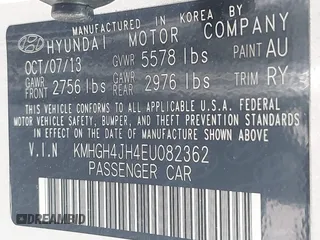 MANUFACTURED IN KOREA BY
HYUNDAI MOTOR COMPANY
OCT/07/13 GVWR 5578 lbs PAINT AU
GAWR FRONT 2756 lbs GAWR REAR 2976 lbs TRIM RY
THIS VEHICLE CONFORMS TO ALL APPLICABLE U.S.A. FEDERAL
MOTOR VEHICLE SAFETY, BUMPER, AND THEFT PREVENTION
STANDARDS IN EFFECT ON THE DATE OF MANUFACTURE SHOWN ABOVE.
V.I.N KMHGH4JH4EU082362
PASSENGER CAR
DREAMBID